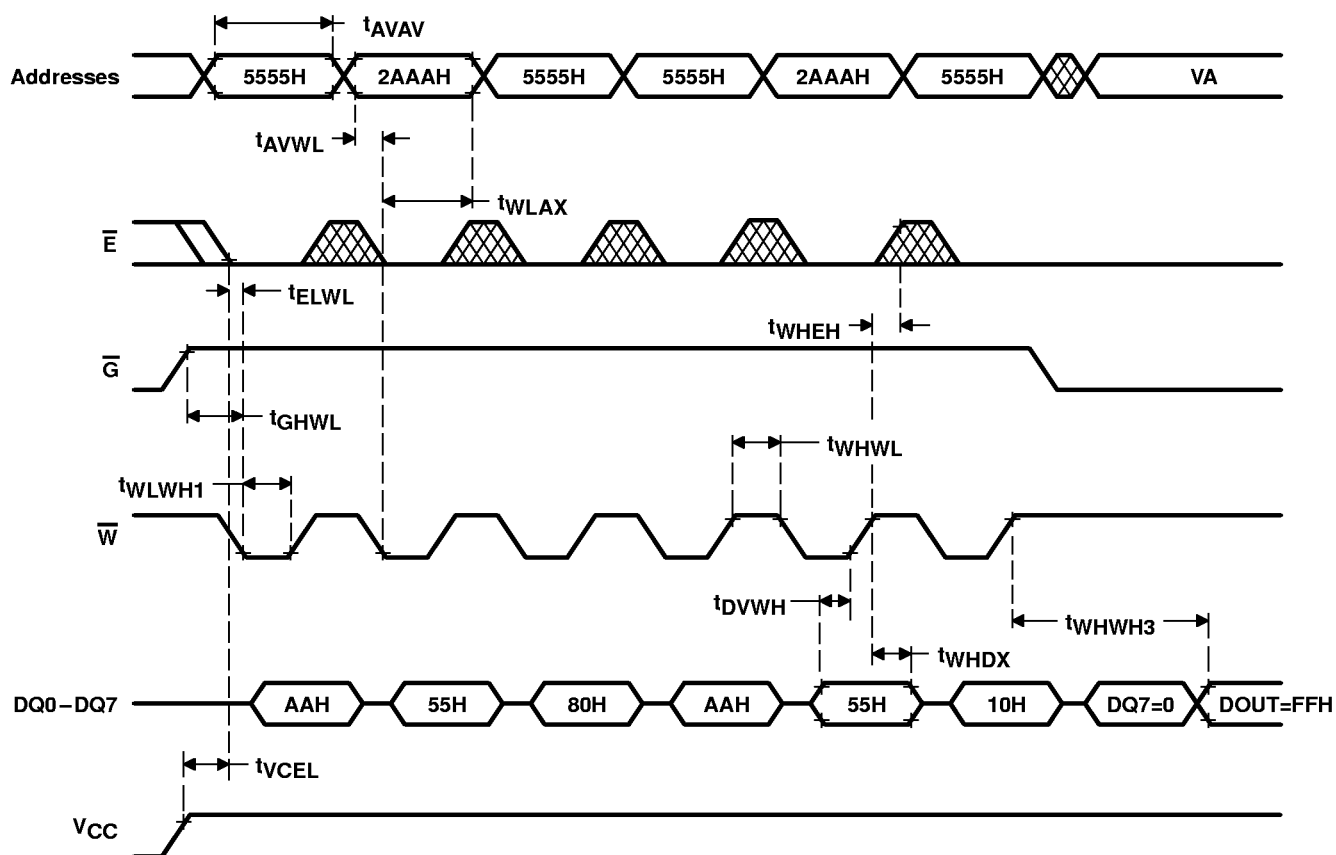 tAVAV
Addresses 5555H 2AAAH 5555H 5555H 2AAAH 5555H VA
tAVWL
tWLAX
E̅
tELWL
tWHEH
G̅
tGHWL
tWHWL
tWLWH1
W̅
tDVWH
tWHWH3
tWHDX
DQ0–DQ7 AAH 55H 80H AAH 55H 10H DQ7=0 DOUT=FFH
tVCEL
VCC